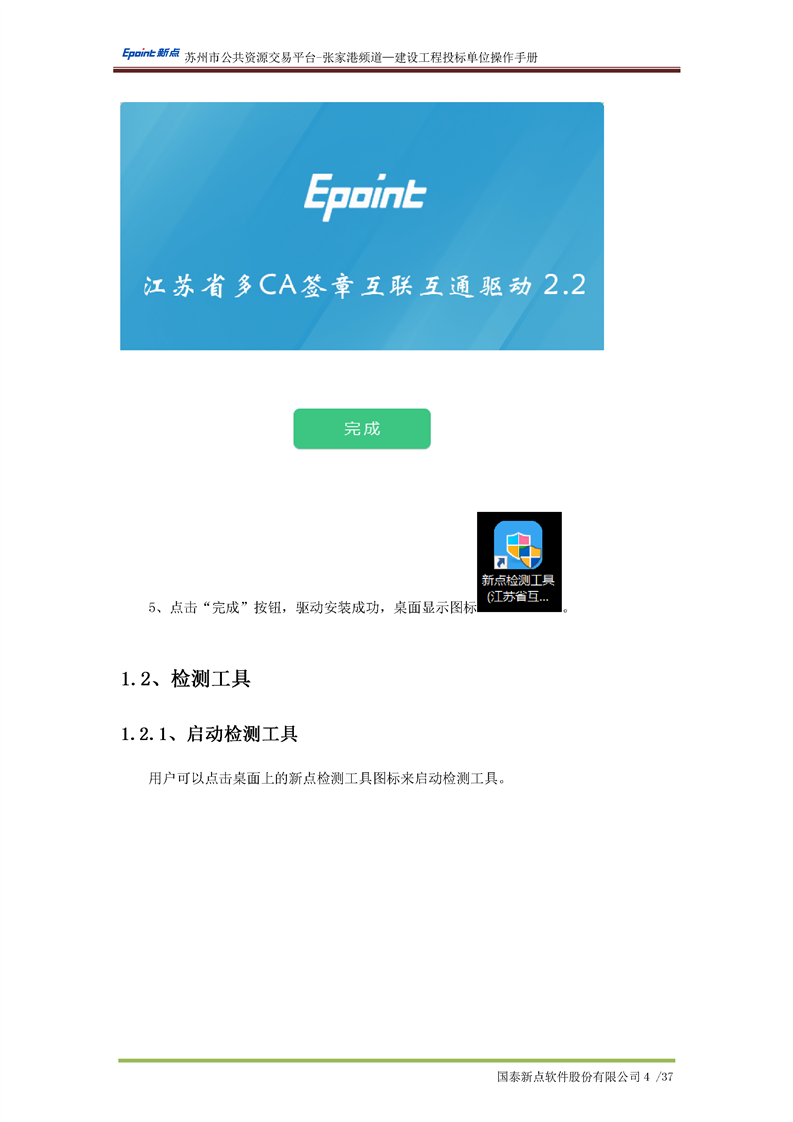 Epoint新点 苏州市公共资源交易平台-张家港频道—建设工程投标单位操作手册
Epoint
江苏省多CA签章互联互通驱动 2.2
完成
新点检测工具
(江苏省互...
5、点击“完成”按钮，驱动安装成功，桌面显示图标。
1.2、检测工具
1.2.1、启动检测工具
用户可以点击桌面上的新点检测工具图标来启动检测工具。
国泰新点软件股份有限公司 4 /37